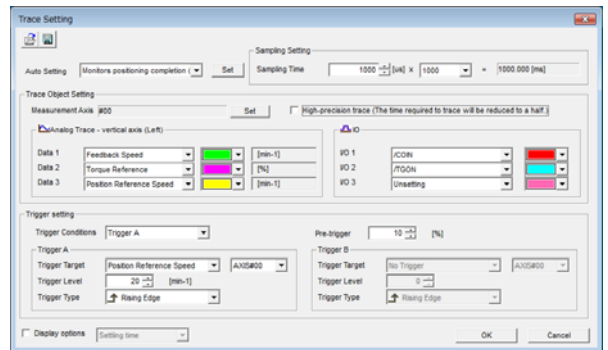 Trace Setting
Sampling Setting
Auto Setting Monitors positioning completion ( Set Sampling Time 1000 [us] x 1000 = 1000.000 [ms]
Trace Object Setting
Measurement Axis #00 Set High-precision trace (The time required to trace will be reduced to a half.)
Analog Trace - vertical axis (Left) I/O
Data 1 Feedback Speed [min-1] I/O 1 /COIN
Data 2 Torque Reference [%] I/O 2 /TGON
Data 3 Position Reference Speed [min-1] I/O 3 Unsetting
Trigger setting
Trigger Conditions Trigger A Pre-trigger 10 [%]
Trigger A Trigger B
Trigger Target Position Reference Speed AXIS#00 Trigger Target No Trigger AXIS#00
Trigger Level 20 [min-1] Trigger Level 0
Trigger Type Rising Edge Trigger Type Rising Edge
Display options Settling time OK Cancel